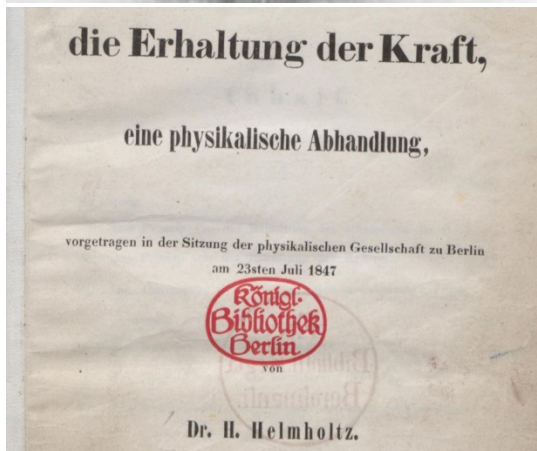 die Erhaltung der Kraft,
eine physikalische Abhandlung,
vorgetragen in der Sitzung der physikalischen Gesellschaft zu Berlin
am 23sten Juli 1847
Königl.
Bibliothek
Berlin
von
Dr. H. Helmholtz.